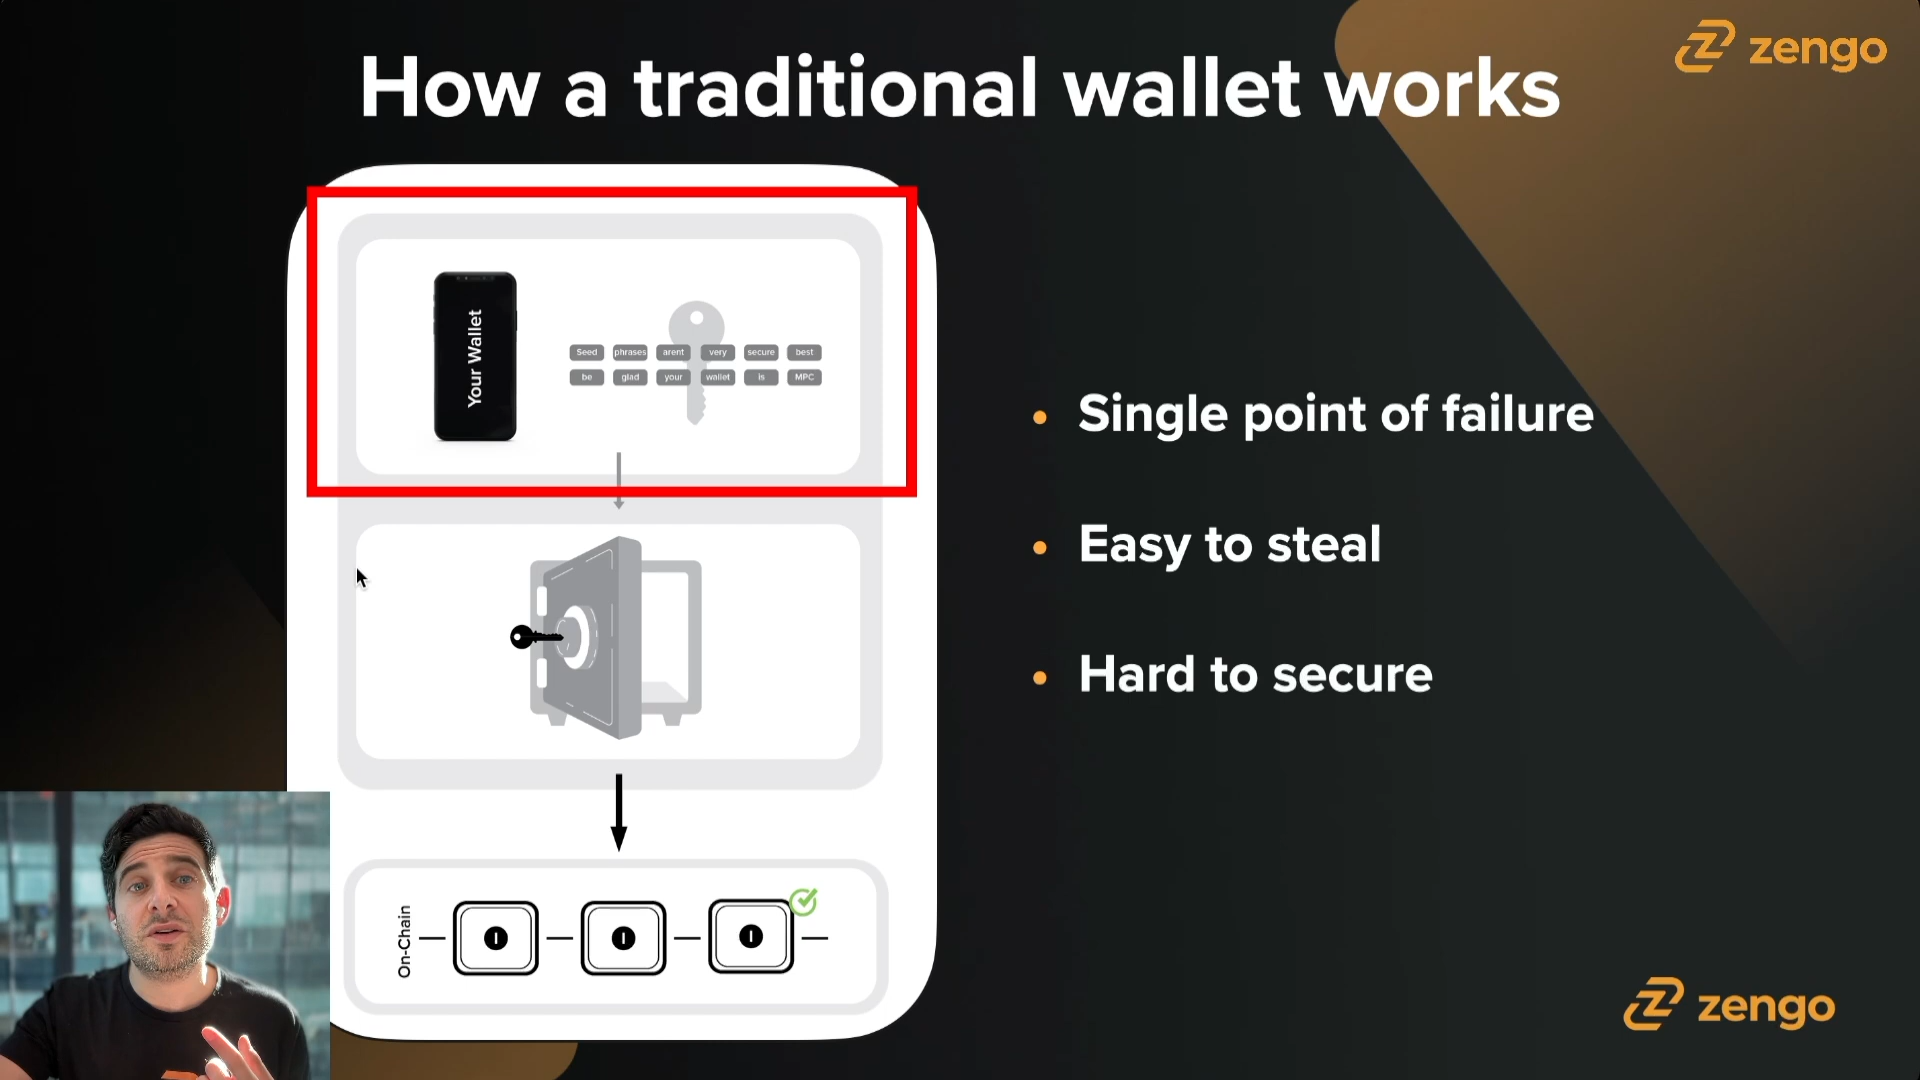 zengo
How a traditional wallet works
Your Wallet
Seed phrases arent very secure best
be glad your wallet is MPC
Single point of failure
Easy to steal
Hard to secure
On-Chain
zengo